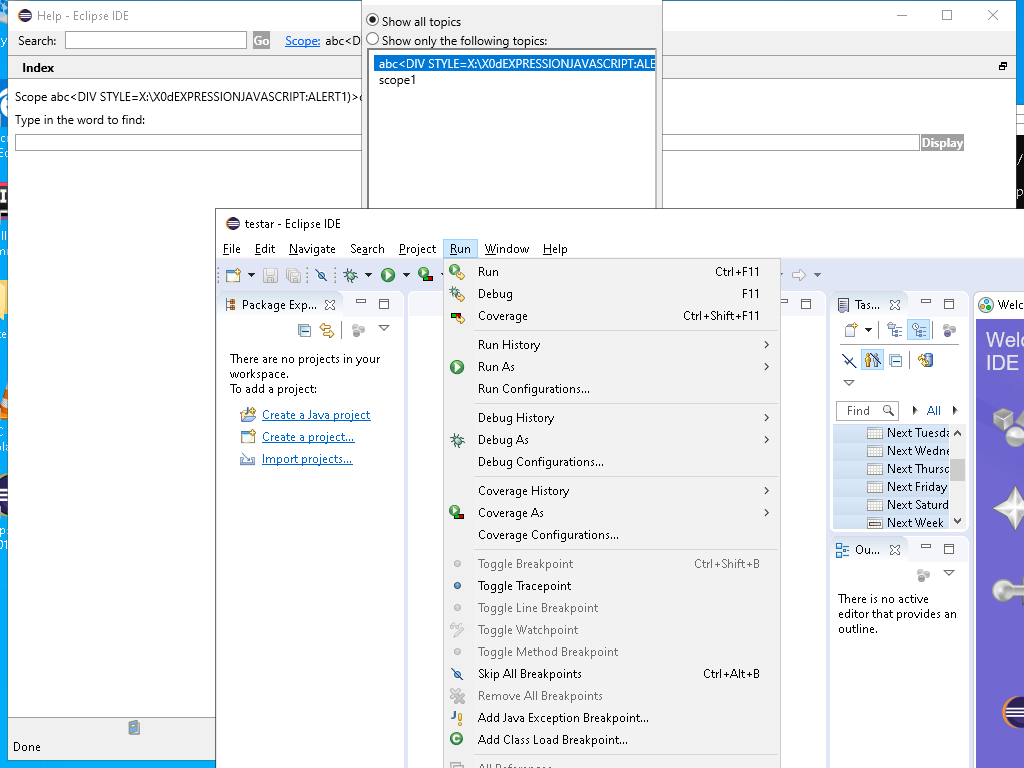 Help - Eclipse IDE
Search:
Go
Scope:
abc<D
Index
Scope abc<DIV STYLE=X:\X0dEXPRESSIONJAVASCRIPT:ALERT1)>
Type in the word to find:
Display
Done
Show all topics
Show only the following topics:
abc<DIV STYLE=X:\X0dEXPRESSIONJAVASCRIPT:ALE
scope1
testar - Eclipse IDE
File Edit Navigate Search Project Run Window Help
Package Exp...
There are no projects in your
workspace.
To add a project:
Create a Java project
Create a project...
Import projects...
Run Ctrl+F11
Debug F11
Coverage Ctrl+Shift+F11
Run History
Run As
Run Configurations...
Debug History
Debug As
Debug Configurations...
Coverage History
Coverage As
Coverage Configurations...
Toggle Breakpoint Ctrl+Shift+B
Toggle Tracepoint
Toggle Line Breakpoint
Toggle Watchpoint
Toggle Method Breakpoint
Skip All Breakpoints Ctrl+Alt+B
Remove All Breakpoints
Add Java Exception Breakpoint...
Add Class Load Breakpoint...
All References...
Tas...
Find
All
Next Tuesda
Next Wedne
Next Thursd
Next Friday
Next Saturd
Next Week
Ou...
There is no active
editor that provides an
outline.
Welc
Welc
IDE